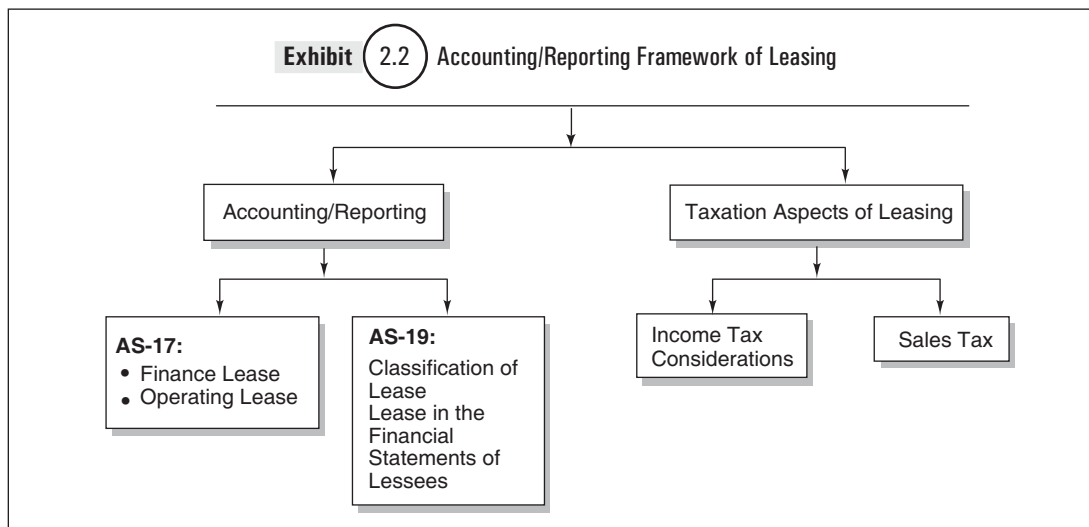 Exhibit 2.2 Accounting/Reporting Framework of Leasing
Accounting/Reporting
Taxation Aspects of Leasing
AS-17:
• Finance Lease
• Operating Lease
AS-19:
Classification of
Lease
Lease in the
Financial
Statements of
Lessees
Income Tax
Considerations
Sales Tax